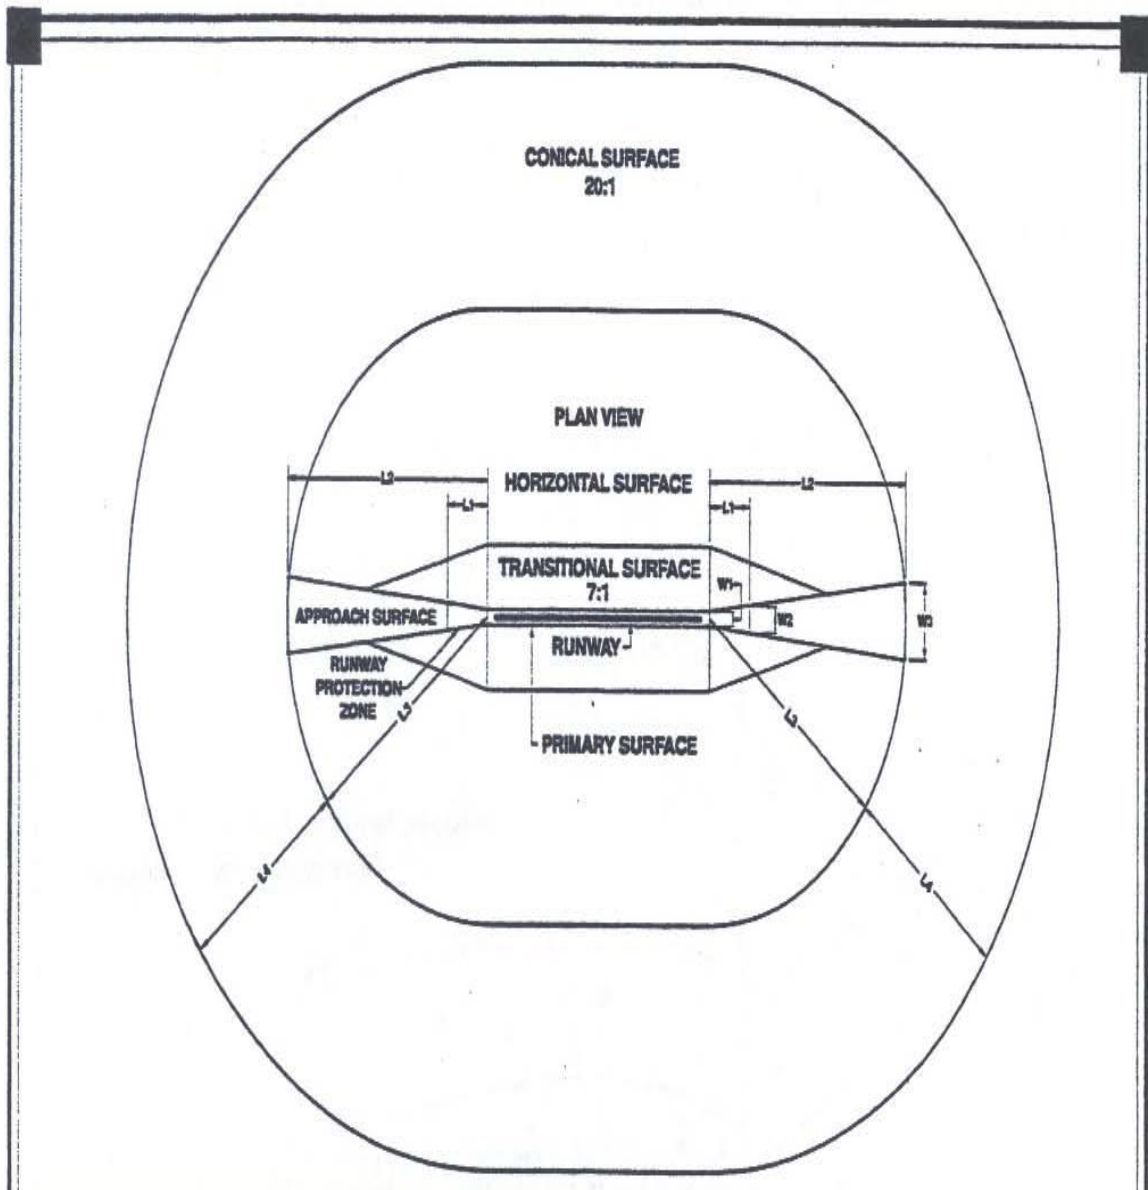 CONICAL SURFACE
20:1
PLAN VIEW
L2
L2
HORIZONTAL SURFACE
L1
L1
TRANSITIONAL SURFACE
7:1
W1
APPROACH SURFACE
W2
W3
RUNWAY
RUNWAY
PROTECTION
ZONE
L3
L3
PRIMARY SURFACE
L4
L4